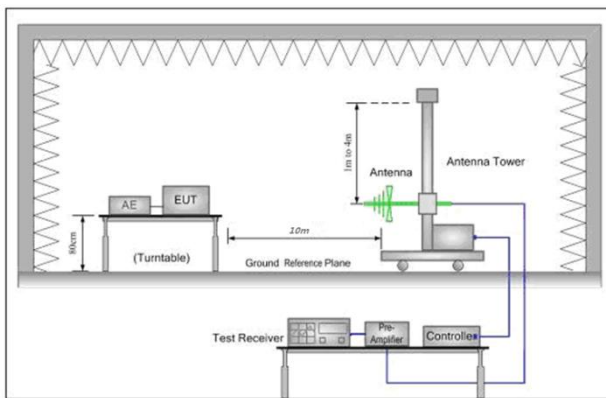 1m to 4m
Antenna
Antenna Tower
AE
EUT
80cm
(Turntable)
10m
Ground Reference Plane
Test Receiver
Pre-
Amplifier
Controller